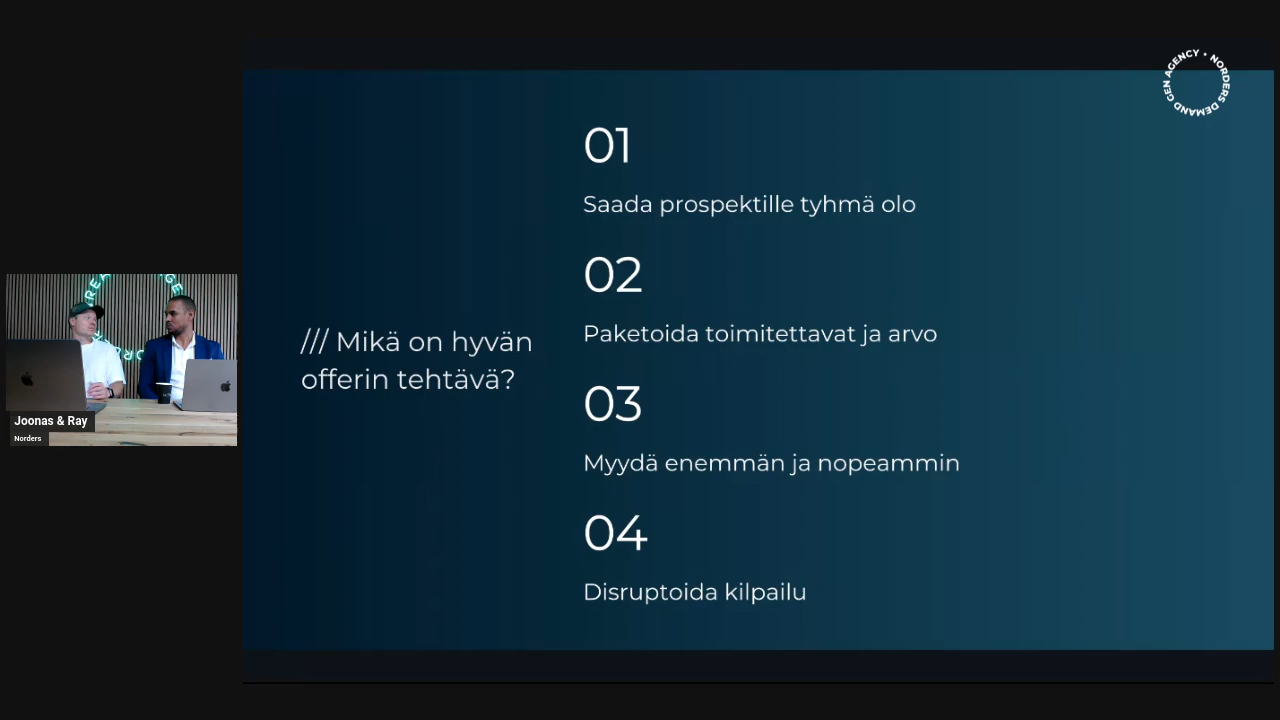 NORDERS DEMAND GEN AGENCY •
01
Saada prospektille tyhmä olo
02
Paketoida toimitettavat ja arvo
/// Mikä on hyvän
offerin tehtävä?
03
Myydä enemmän ja nopeammin
04
Disruptoida kilpailu
Joonas & Ray
Norders